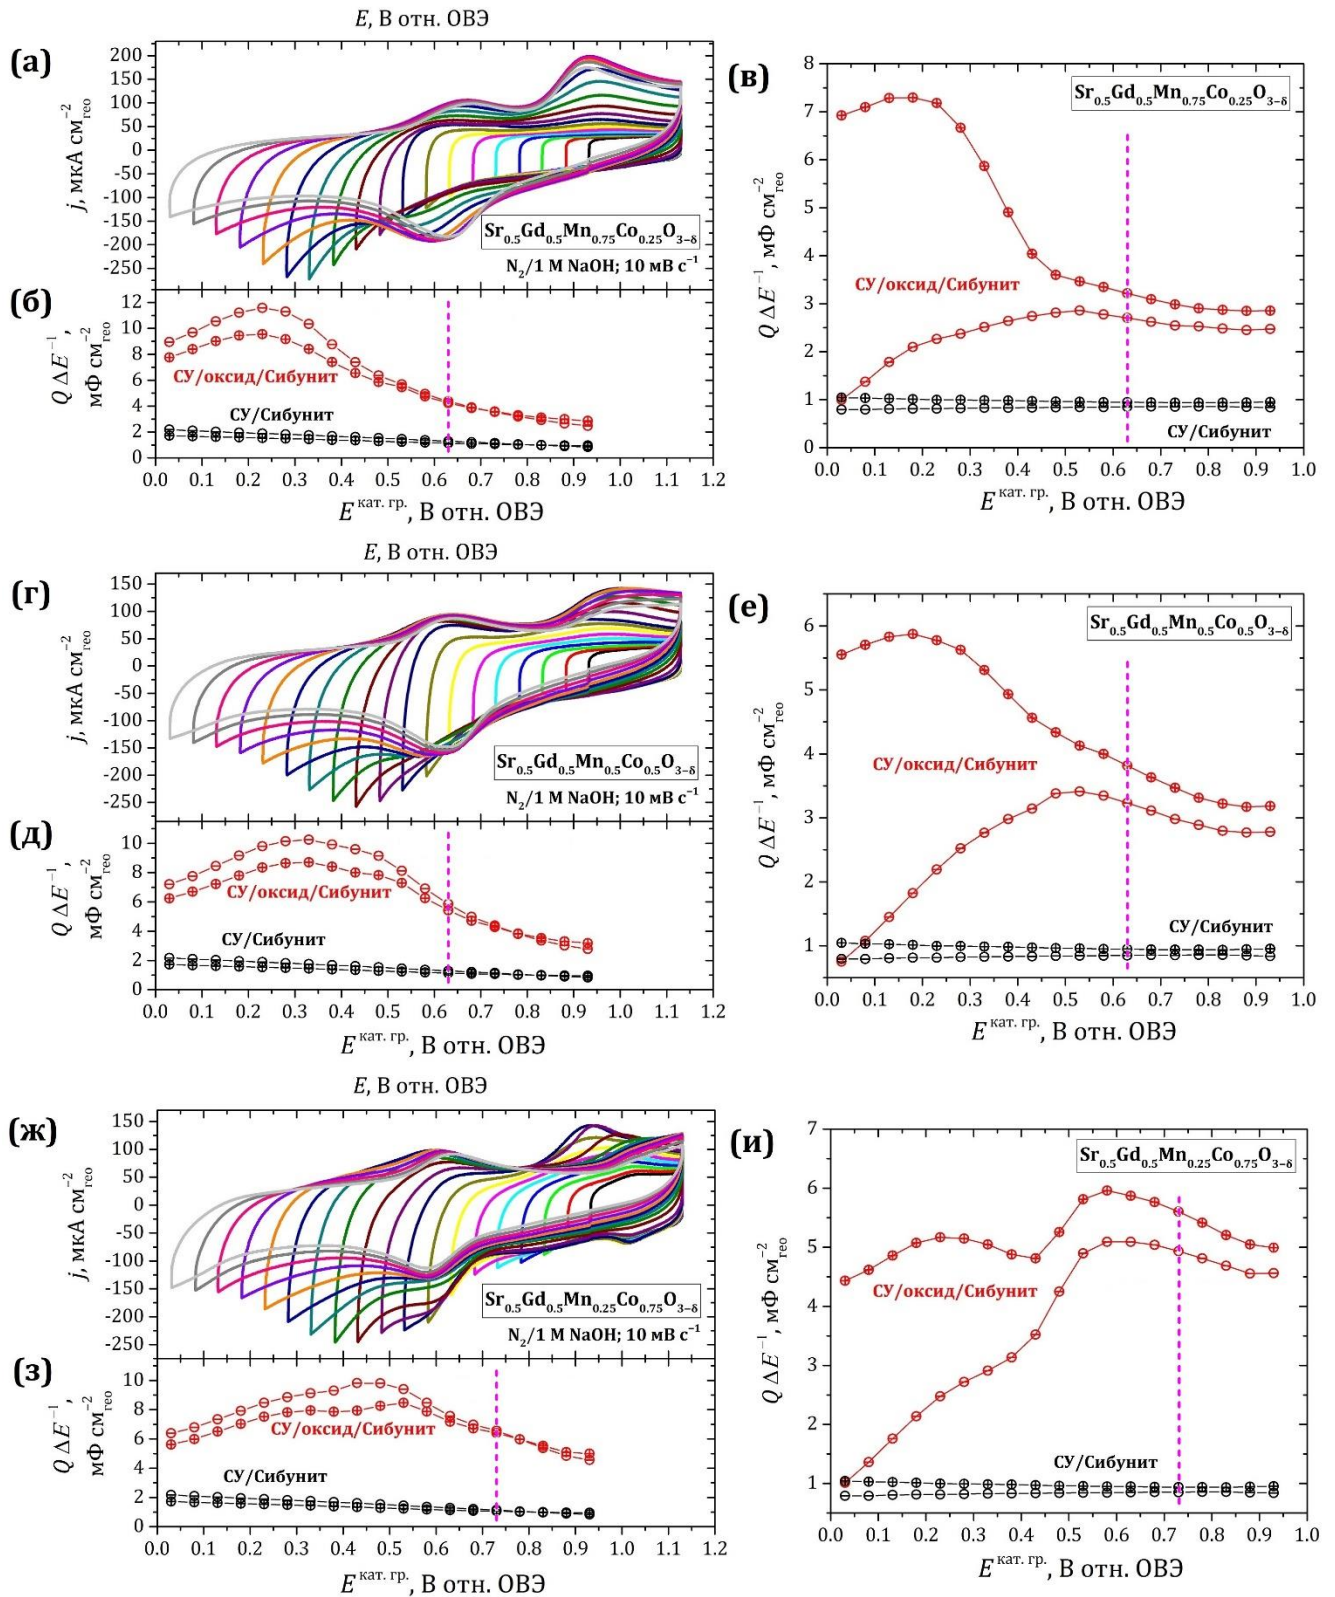 E, В отн. ОВЭ
(а)
200
150
100
50
0
-50
-100
-150
-200
-250
j, мкА см⁻²гео
Sr0.5Gd0.5Mn0.75Co0.25O3−δ
N2/1 М NaOH; 10 мВ с⁻¹
(б)
12
10
8
6
4
2
0
Q ΔE⁻¹,
мФ см⁻²гео
СУ/оксид/Сибунит
СУ/Сибунит
0.0 0.1 0.2 0.3 0.4 0.5 0.6 0.7 0.8 0.9 1.0 1.1 1.2
E кат. гр., В отн. ОВЭ
(в)
8
7
6
5
4
3
2
1
0
Q ΔE⁻¹, мФ см⁻²гео
Sr0.5Gd0.5Mn0.75Co0.25O3−δ
СУ/оксид/Сибунит
СУ/Сибунит
0.0 0.1 0.2 0.3 0.4 0.5 0.6 0.7 0.8 0.9 1.0
E кат. гр., В отн. ОВЭ
E, В отн. ОВЭ
(г)
150
100
50
0
-50
-100
-150
-200
-250
j, мкА см⁻²гео
Sr0.5Gd0.5Mn0.5Co0.5O3−δ
N2/1 М NaOH; 10 мВ с⁻¹
(д)
10
8
6
4
2
0
Q ΔE⁻¹,
мФ см⁻²гео
СУ/оксид/Сибунит
СУ/Сибунит
0.0 0.1 0.2 0.3 0.4 0.5 0.6 0.7 0.8 0.9 1.0 1.1 1.2
E кат. гр., В отн. ОВЭ
(е)
6
5
4
3
2
1
Q ΔE⁻¹, мФ см⁻²гео
Sr0.5Gd0.5Mn0.5Co0.5O3−δ
СУ/оксид/Сибунит
СУ/Сибунит
0.0 0.1 0.2 0.3 0.4 0.5 0.6 0.7 0.8 0.9 1.0
E кат. гр., В отн. ОВЭ
E, В отн. ОВЭ
(ж)
150
100
50
0
-50
-100
-150
-200
-250
j, мкА см⁻²гео
Sr0.5Gd0.5Mn0.25Co0.75O3−δ
N2/1 М NaOH; 10 мВ с⁻¹
(з)
10
8
6
4
2
0
Q ΔE⁻¹,
мФ см⁻²гео
СУ/оксид/Сибунит
СУ/Сибунит
0.0 0.1 0.2 0.3 0.4 0.5 0.6 0.7 0.8 0.9 1.0 1.1 1.2
E кат. гр., В отн. ОВЭ
(и)
7
6
5
4
3
2
1
Q ΔE⁻¹, мФ см⁻²гео
Sr0.5Gd0.5Mn0.25Co0.75O3−δ
СУ/оксид/Сибунит
СУ/Сибунит
0.0 0.1 0.2 0.3 0.4 0.5 0.6 0.7 0.8 0.9 1.0
E кат. гр., В отн. ОВЭ